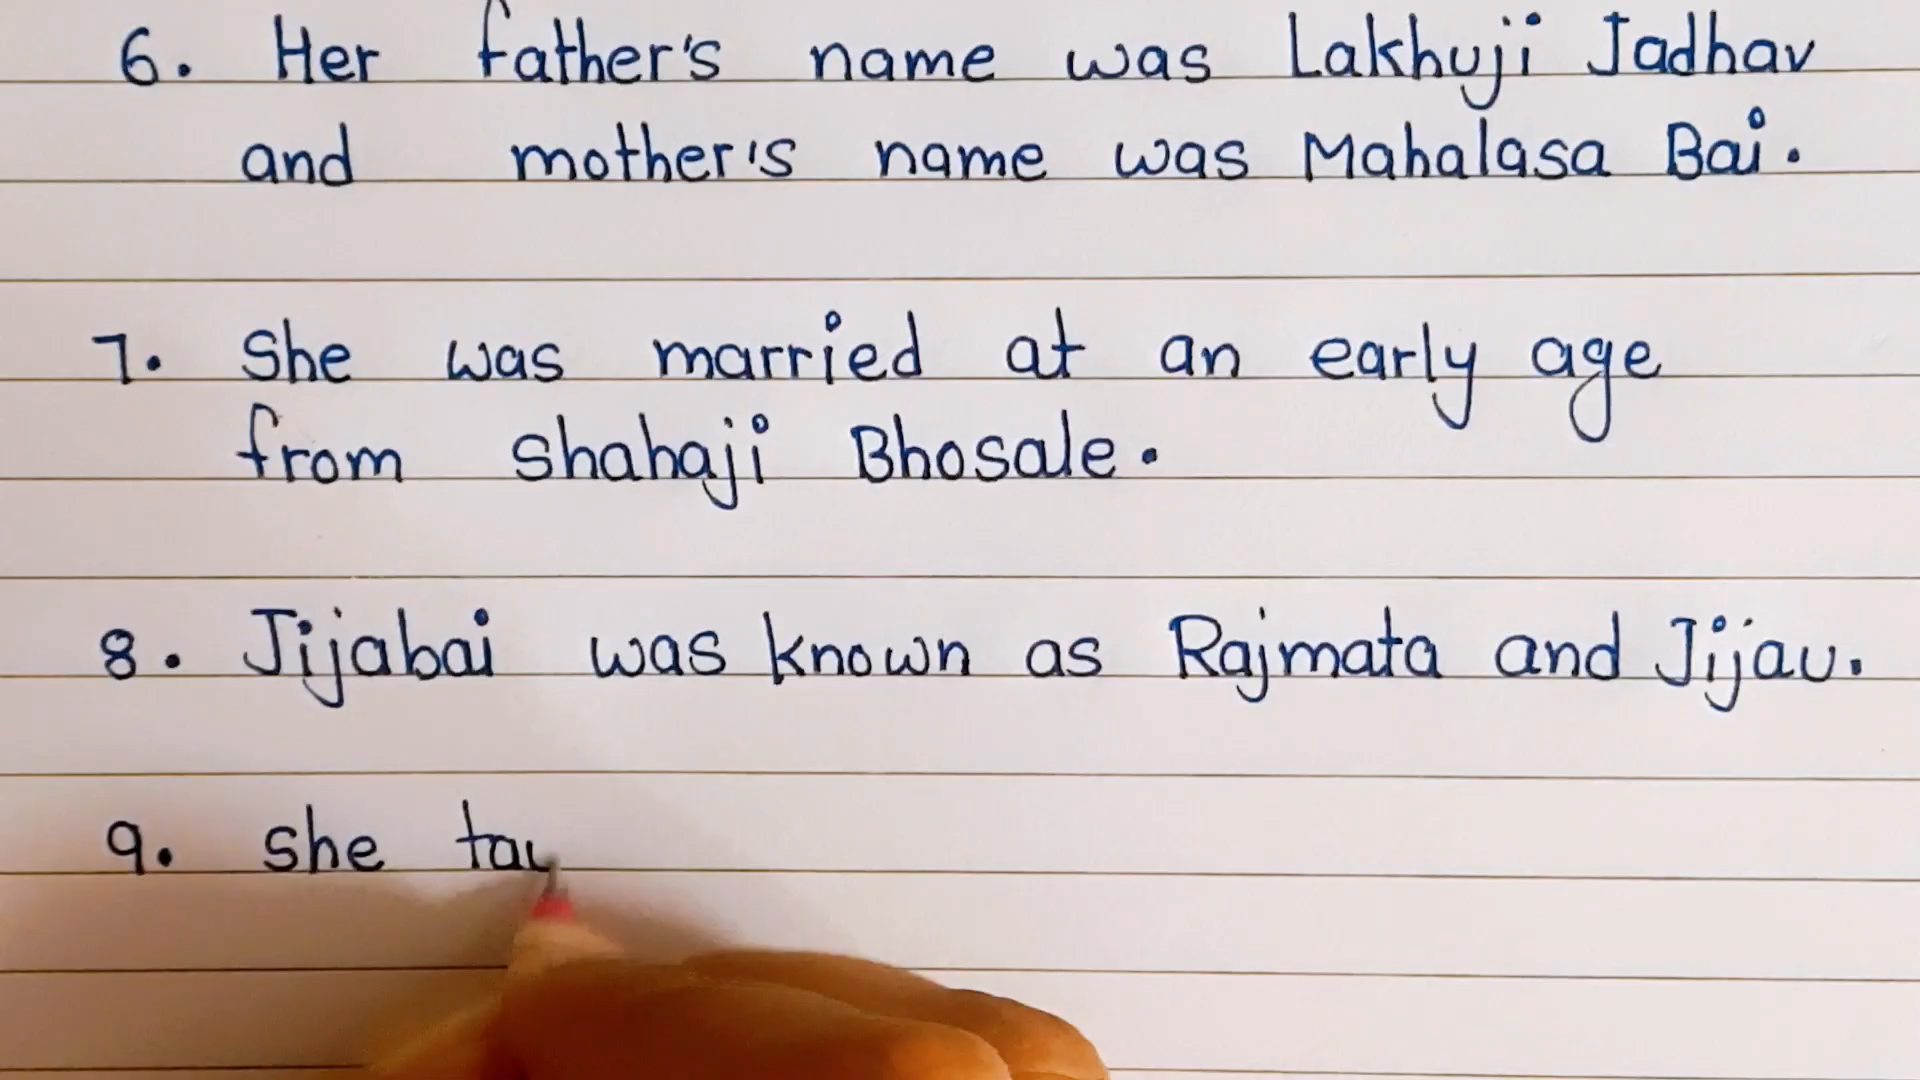 6. Her father's name was Lakhuji Jadhav
and mother's name was Mahalasa Bai.
7. She was married at an early age
from Shahaji Bhosale.
8. Jijabai was known as Rajmata and Jijau.
9. She tau